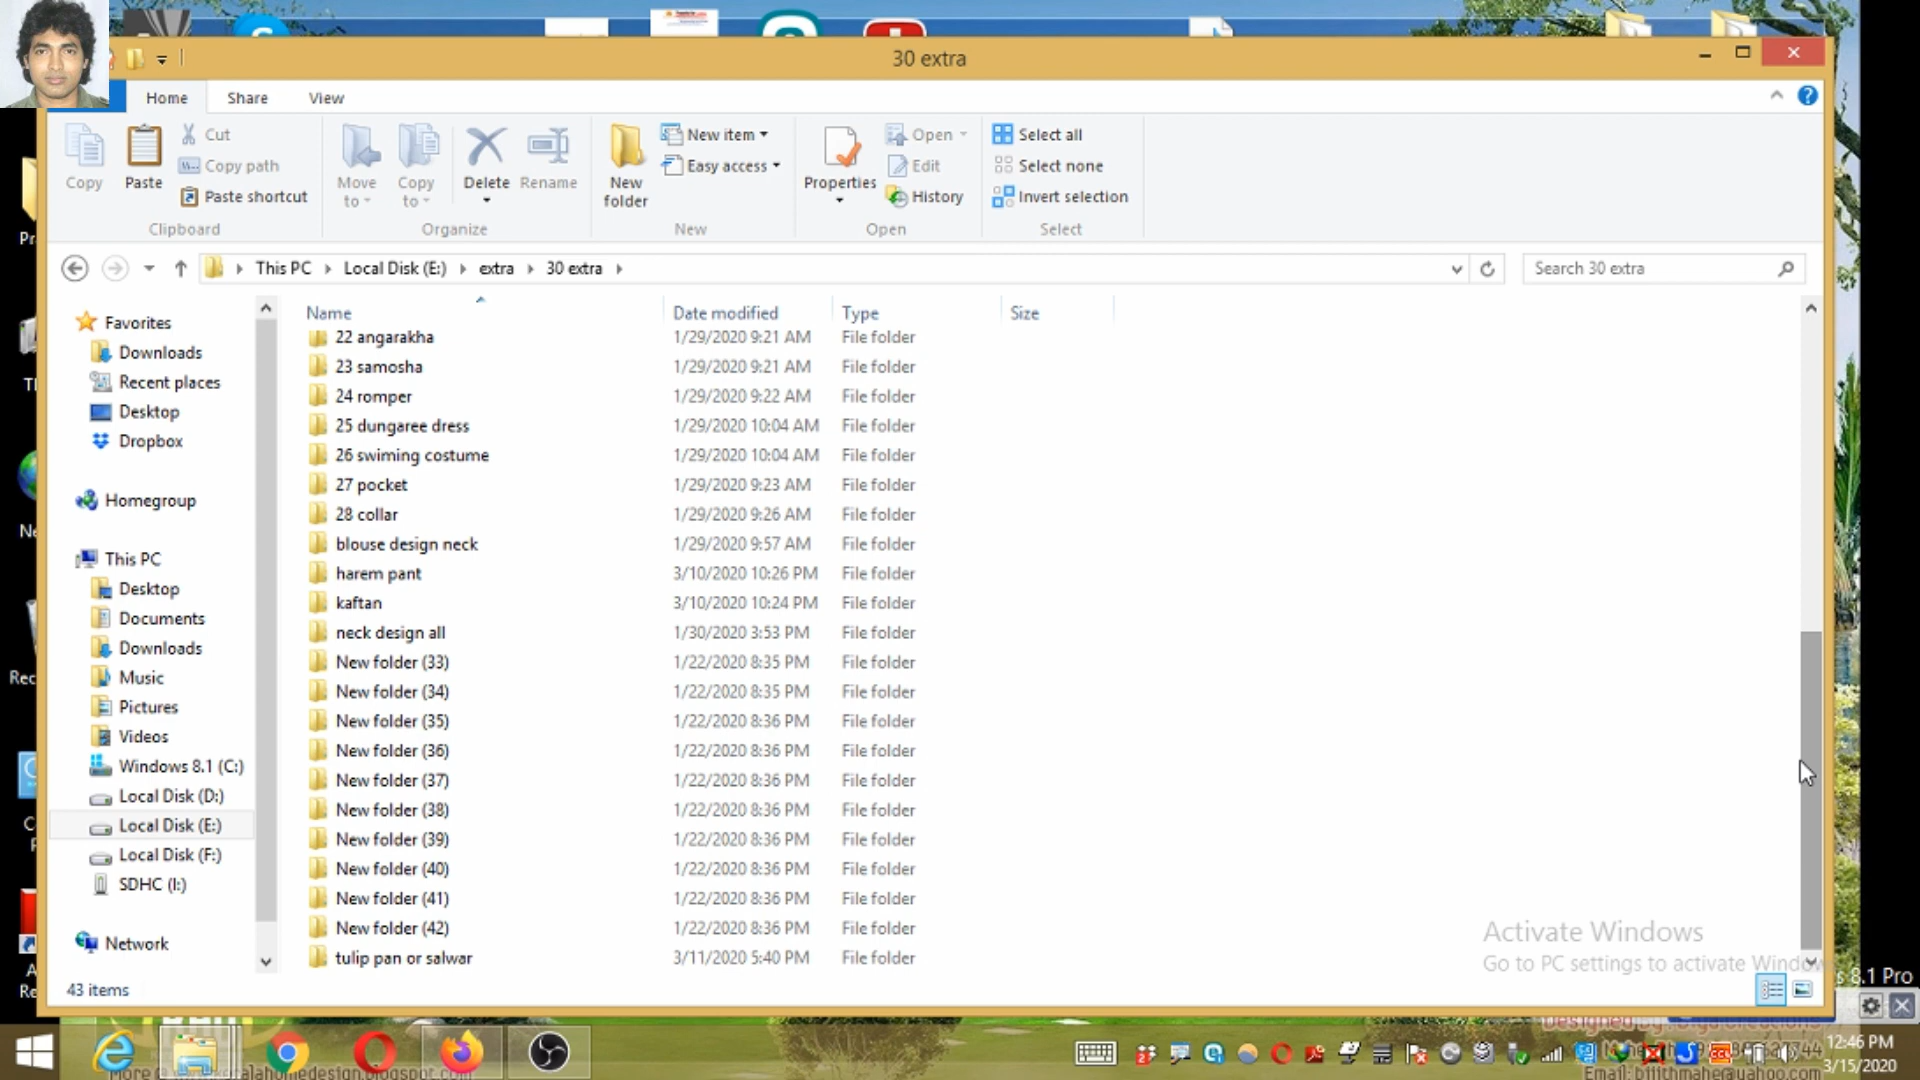 30 extra
Home Share View
Cut
Copy path
Paste shortcut
Copy Paste
Clipboard
Move to
Copy to
Delete Rename
Organize
New folder
New item
Easy access
New
Properties
Open
Edit
History
Open
Select all
Select none
Invert selection
Select
This PC Local Disk (E:) extra 30 extra
Search 30 extra
Favorites
Downloads
Recent places
Desktop
Dropbox
Homegroup
This PC
Desktop
Documents
Downloads
Music
Pictures
Videos
Windows 8.1 (C:)
Local Disk (D:)
Local Disk (E:)
Local Disk (F:)
SDHC (I:)
Network
Name Date modified Type Size
22 angarakha 1/29/2020 9:21 AM File folder
23 samosha 1/29/2020 9:21 AM File folder
24 romper 1/29/2020 9:22 AM File folder
25 dungaree dress 1/29/2020 10:04 AM File folder
26 swiming costume 1/29/2020 10:04 AM File folder
27 pocket 1/29/2020 9:23 AM File folder
28 collar 1/29/2020 9:26 AM File folder
blouse design neck 1/29/2020 9:57 AM File folder
harem pant 3/10/2020 10:26 PM File folder
kaftan 3/10/2020 10:24 PM File folder
neck design all 1/30/2020 3:53 PM File folder
New folder (33) 1/22/2020 8:35 PM File folder
New folder (34) 1/22/2020 8:35 PM File folder
New folder (35) 1/22/2020 8:36 PM File folder
New folder (36) 1/22/2020 8:36 PM File folder
New folder (37) 1/22/2020 8:36 PM File folder
New folder (38) 1/22/2020 8:36 PM File folder
New folder (39) 1/22/2020 8:36 PM File folder
New folder (40) 1/22/2020 8:36 PM File folder
New folder (41) 1/22/2020 8:36 PM File folder
New folder (42) 1/22/2020 8:36 PM File folder
tulip pan or salwar 3/11/2020 5:40 PM File folder
Activate Windows
Go to PC settings to activate Windows
8.1 Pro
43 items
12:46 PM
3/15/2020